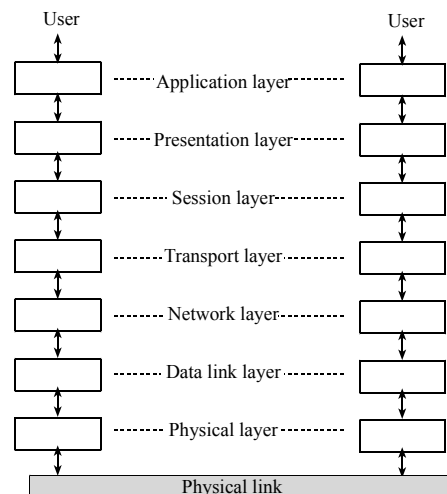 User User
Application layer
Presentation layer
Session layer
Transport layer
Network layer
Data link layer
Physical layer
Physical link